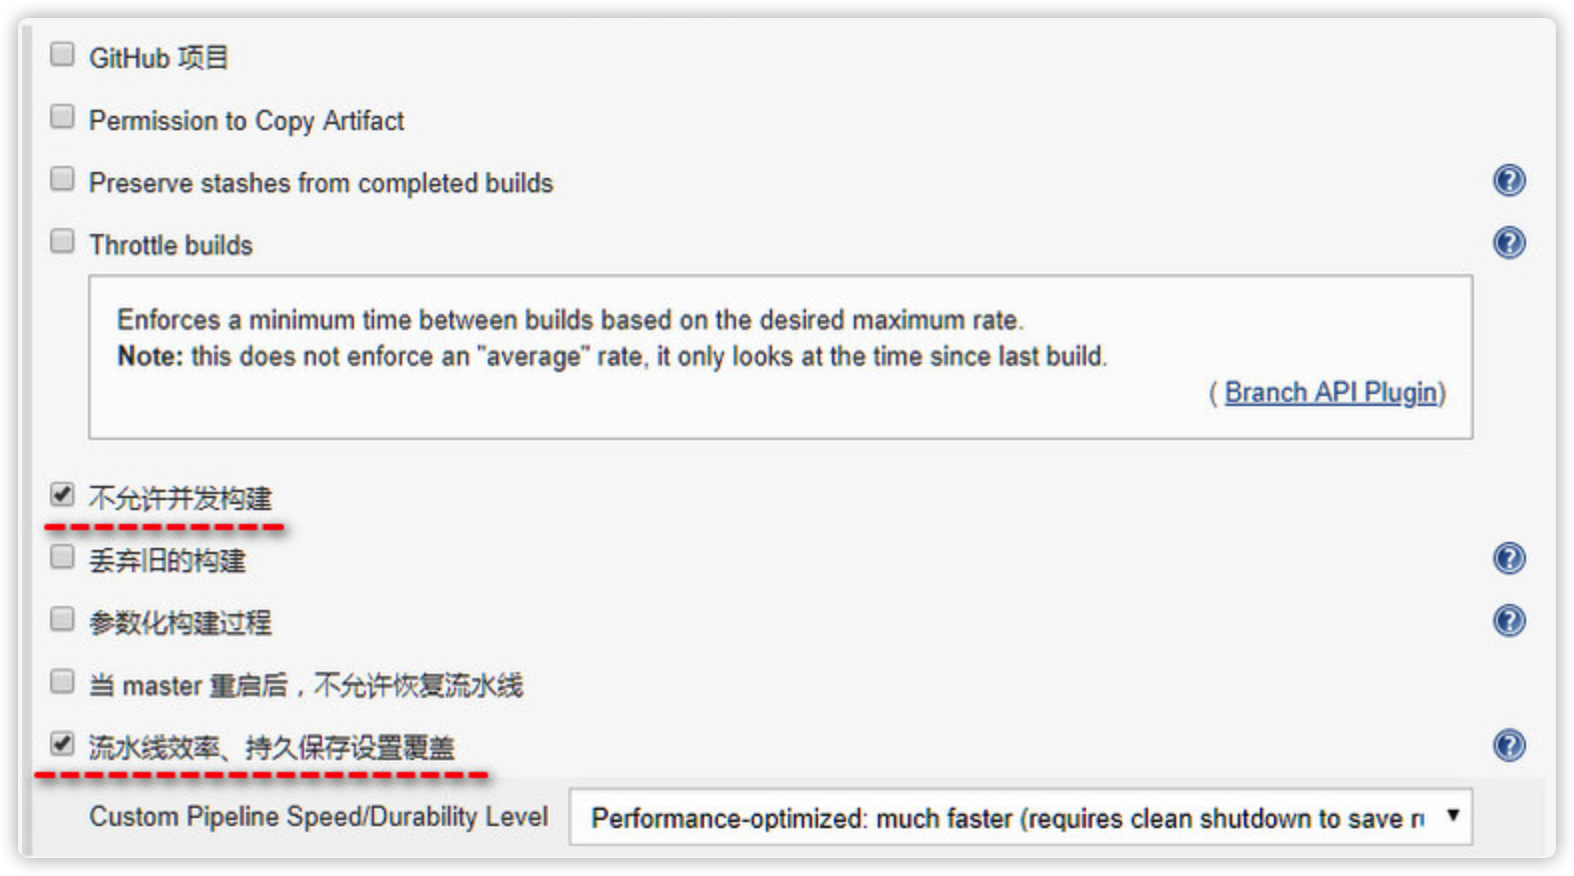 GitHub 项目
Permission to Copy Artifact
Preserve stashes from completed builds
Throttle builds
Enforces a minimum time between builds based on the desired maximum rate.
Note: this does not enforce an "average" rate, it only looks at the time since last build.
( Branch API Plugin)
不允许并发构建
丢弃旧的构建
参数化构建过程
当 master 重启后，不允许恢复流水线
流水线效率、持久保存设置覆盖
Custom Pipeline Speed/Durability Level
Performance-optimized: much faster (requires clean shutdown to save